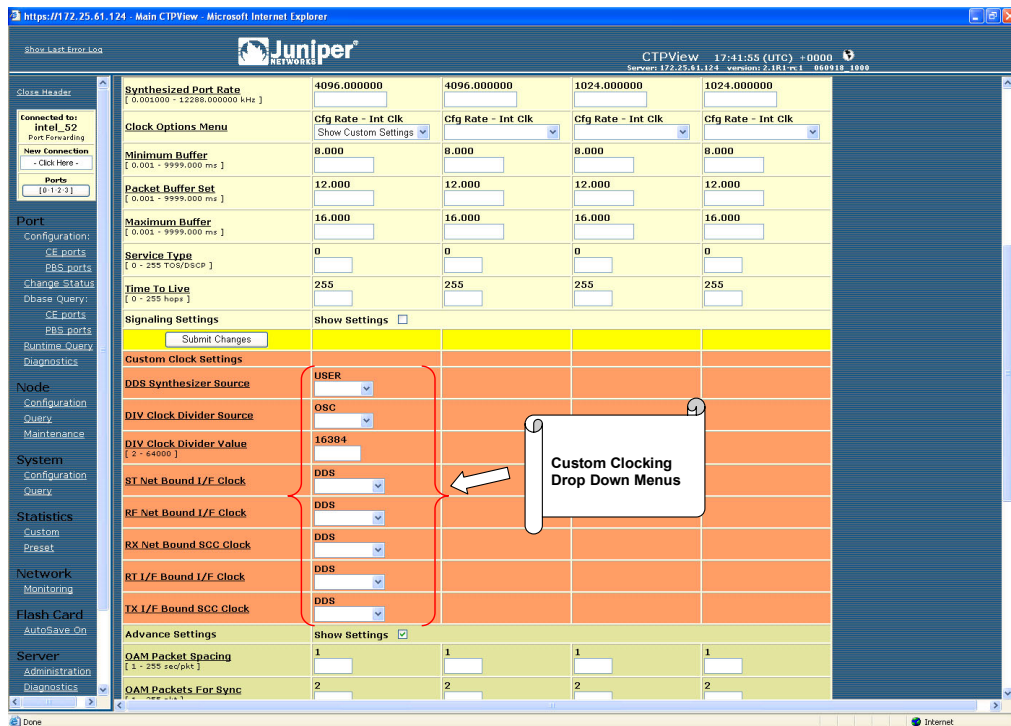 https://172.25.61.124 - Main CTPView - Microsoft Internet Explorer
Show Last Error Log
Juniper
NETWORKS
CTPView 17:41:55 (UTC) +0000
Server: 172.25.61.124 version: 2.1R1-rc1 060918_1000
Close Header
Connected to:
intel_52
Port Forwarding
New Connection
- Click Here -
Ports
[0-1-2-3]
Port
Configuration:
CE ports
PBS ports
Change Status
Dbase Query:
CE ports
PBS ports
Runtime Query
Diagnostics
Node
Configuration
Query
Maintenance
System
Configuration
Query
Statistics
Custom
Preset
Network
Monitoring
Flash Card
AutoSave On
Server
Administration
Diagnostics
Synthesized Port Rate 4096.000000 4096.000000 1024.000000 1024.000000
[ 0.001000 - 12288.000000 kHz ]
Clock Options Menu Cfg Rate - Int Clk Cfg Rate - Int Clk Cfg Rate - Int Clk Cfg Rate - Int Clk
Show Custom Settings
Minimum Buffer 8.000 8.000 8.000 8.000
[ 0.001 - 9999.000 ms ]
Packet Buffer Set 12.000 12.000 12.000 12.000
[ 0.001 - 9999.000 ms ]
Maximum Buffer 16.000 16.000 16.000 16.000
[ 0.001 - 9999.000 ms ]
Service Type 0 0 0 0
[ 0 - 255 TOS/DSCP ]
Time To Live 255 255 255 255
[ 0 - 255 hops ]
Signaling Settings Show Settings
Submit Changes
Custom Clock Settings
DDS Synthesizer Source USER
DIV Clock Divider Source OSC
DIV Clock Divider Value 16384
[ 2 - 64000 ]
ST Net Bound I/F Clock DDS
RF Net Bound I/F Clock DDS
RX Net Bound SCC Clock DDS
RT I/F Bound I/F Clock DDS
TX I/F Bound SCC Clock DDS
Custom Clocking
Drop Down Menus
Advance Settings Show Settings
OAM Packet Spacing 1 1 1 1
[ 1 - 255 sec/pkt ]
OAM Packets For Sync 2 2 2 2
Done
Internet